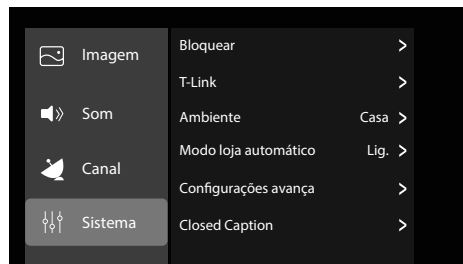 Imagem
Som
Canal
Sistema
Bloquear >
T-Link >
Ambiente Casa >
Modo loja automático Lig. >
Configurações avança >
Closed Caption >